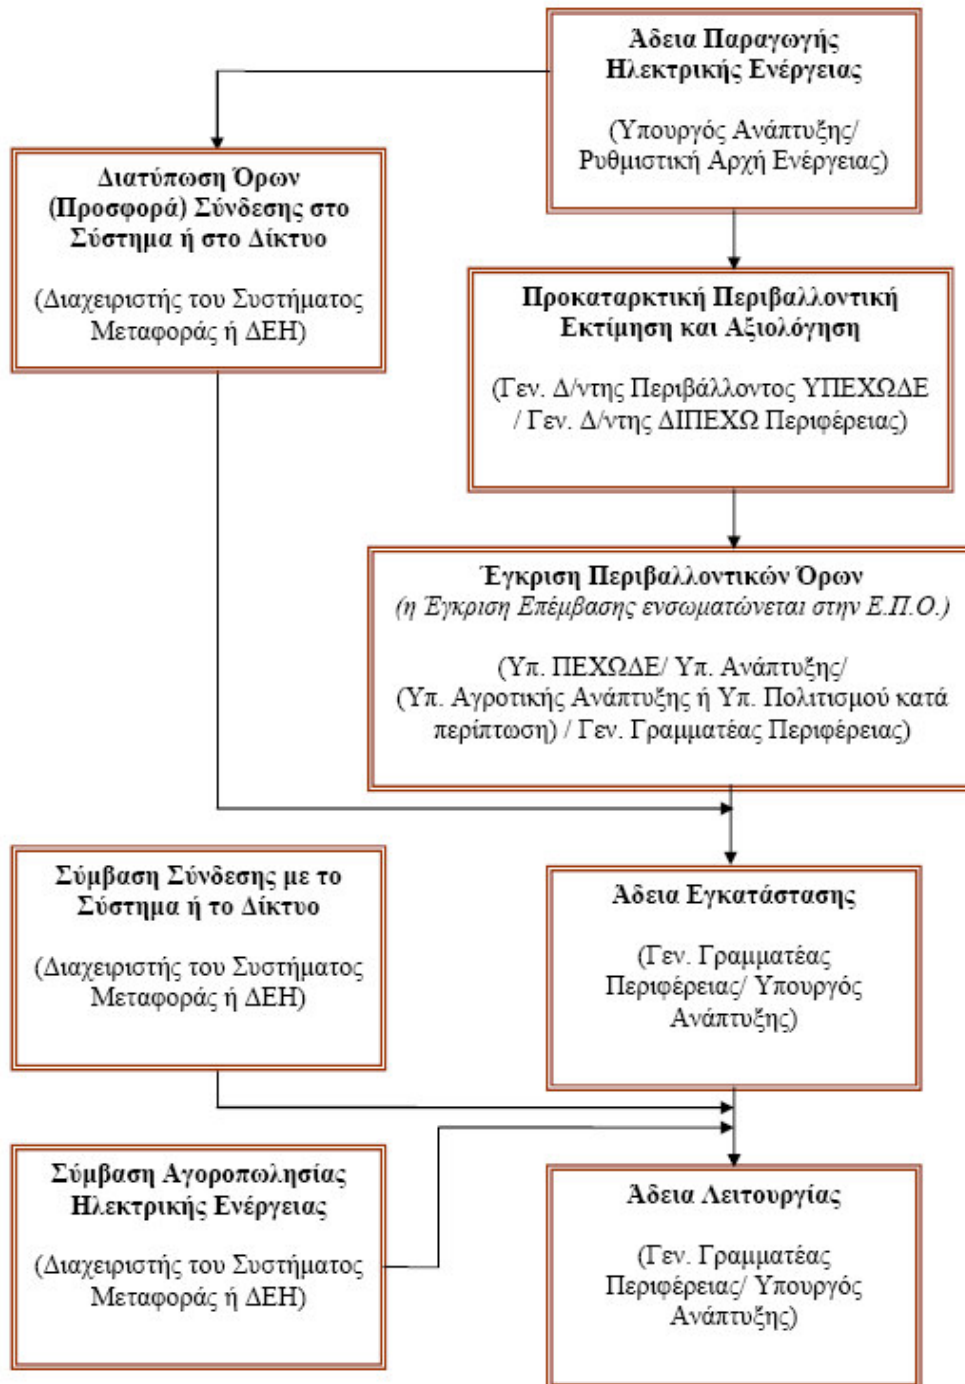 Άδεια Παραγωγής
Ηλεκτρικής Ενέργειας
(Υπουργός Ανάπτυξης/
Ρυθμιστική Αρχή Ενέργειας)
Διατύπωση Όρων
(Προσφορά) Σύνδεσης στο
Σύστημα ή στο Δίκτυο
(Διαχειριστής του Συστήματος
Μεταφοράς ή ΔΕΗ)
Προκαταρκτική Περιβαλλοντική
Εκτίμηση και Αξιολόγηση
(Γεν. Δ/ντης Περιβάλλοντος ΥΠΕΧΩΔΕ
/ Γεν. Δ/ντης ΔΙΠΕΧΩ Περιφέρειας)
Έγκριση Περιβαλλοντικών Όρων
(η Έγκριση Επέμβασης ενσωματώνεται στην Ε.Π.Ο.)
(Υπ. ΠΕΧΩΔΕ/ Υπ. Ανάπτυξης/
(Υπ. Αγροτικής Ανάπτυξης ή Υπ. Πολιτισμού κατά
περίπτωση) / Γεν. Γραμματέας Περιφέρειας)
Σύμβαση Σύνδεσης με το
Σύστημα ή το Δίκτυο
(Διαχειριστής του Συστήματος
Μεταφοράς ή ΔΕΗ)
Άδεια Εγκατάστασης
(Γεν. Γραμματέας
Περιφέρειας/ Υπουργός
Ανάπτυξης)
Σύμβαση Αγοροπωλησίας
Ηλεκτρικής Ενέργειας
(Διαχειριστής του Συστήματος
Μεταφοράς ή ΔΕΗ)
Άδεια Λειτουργίας
(Γεν. Γραμματέας
Περιφέρειας/ Υπουργός
Ανάπτυξης)